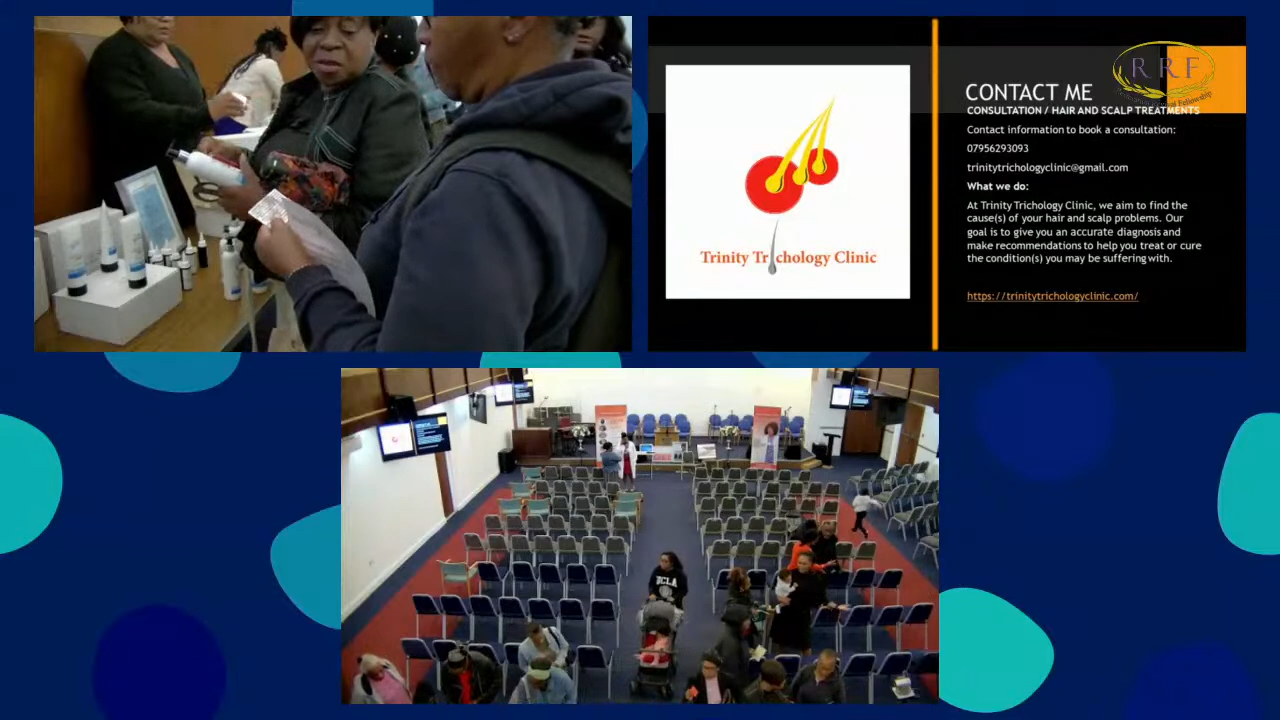 R R F
CONTACT ME
CONSULTATION / HAIR AND SCALP TREATMENTS
Contact information to book a consultation:
07956293093
trinitytrichologyclinic@gmail.com
What we do:
At Trinity Trichology Clinic, we aim to find the
cause(s) of your hair and scalp problems. Our
goal is to give you an accurate diagnosis and
make recommendations to help you treat or cure
the condition(s) you may be suffering with.
https://trinitytrichologyclinic.com/
Trinity Trichology Clinic
UCLA